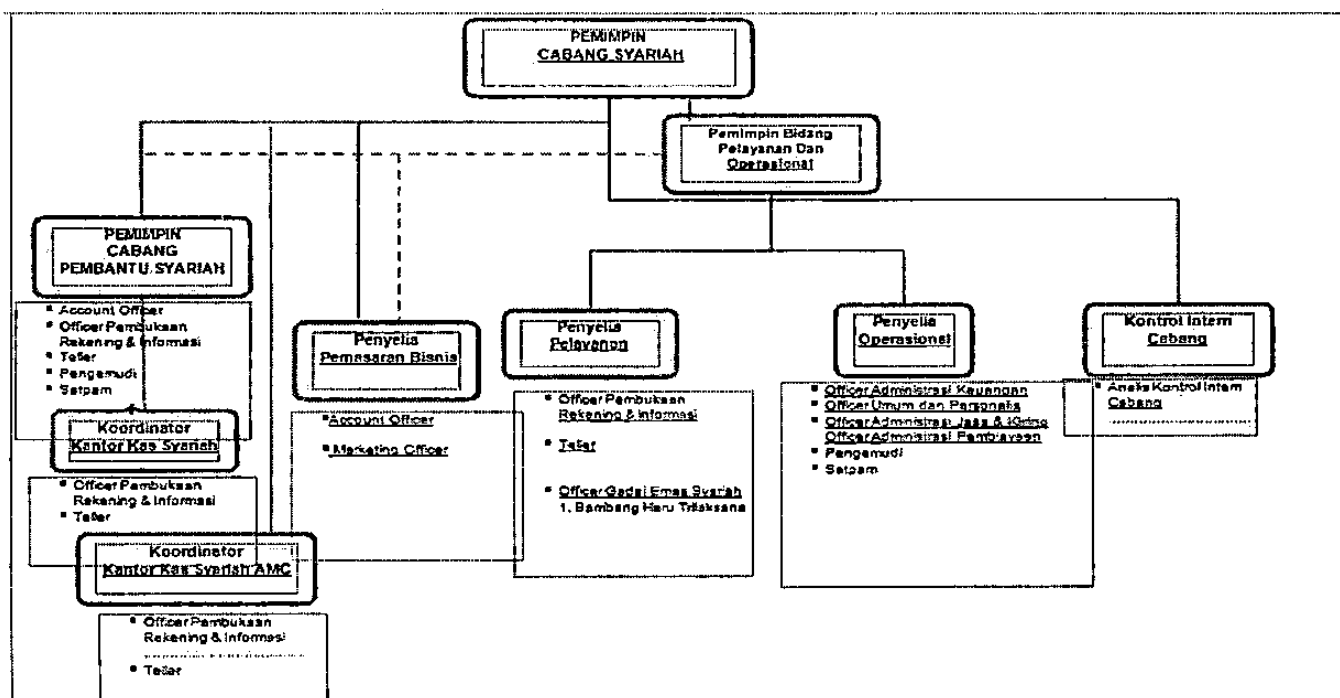 PEMIMPIN
CABANG SYARIAH
Pemimpin Bidang
Pelayanan Dan
Operasional
PEMIMPIN
CABANG
PEMBANTU SYARIAH
▪ Account Officer
▪ Officer Pembukaan
Rekening & Informasi
▪ Teller
▪ Pengemudi
▪ Satpam
Koordinator
Kantor Kas Syariah
▪ Officer Pembukaan
Rekening & Informasi
▪ Teller
Koordinator
Kantor Kas Syariah AMC
▪ Officer Pembukaan
Rekening & Informasi
▪ Teller
Penyelia
Pemasaran Bisnis
▪ Account Officer
▪ Marketing Officer
Penyelia
Pelayanan
▪ Officer Pembukaan
Rekening & Informasi
▪ Teller
▪ Officer Gadai Emas Syariah
1. Bambang Heru Trilaksana
Penyelia
Operasional
▪ Officer Administrasi Keuangan
▪ Officer Umum dan Personalia
▪ Officer Administrasi Jasa & Kliring
Officer Administrasi Pembiayaan
▪ Pengemudi
▪ Satpam
Kontrol Intern
Cabang
▪ Analis Kontrol Intern
Cabang